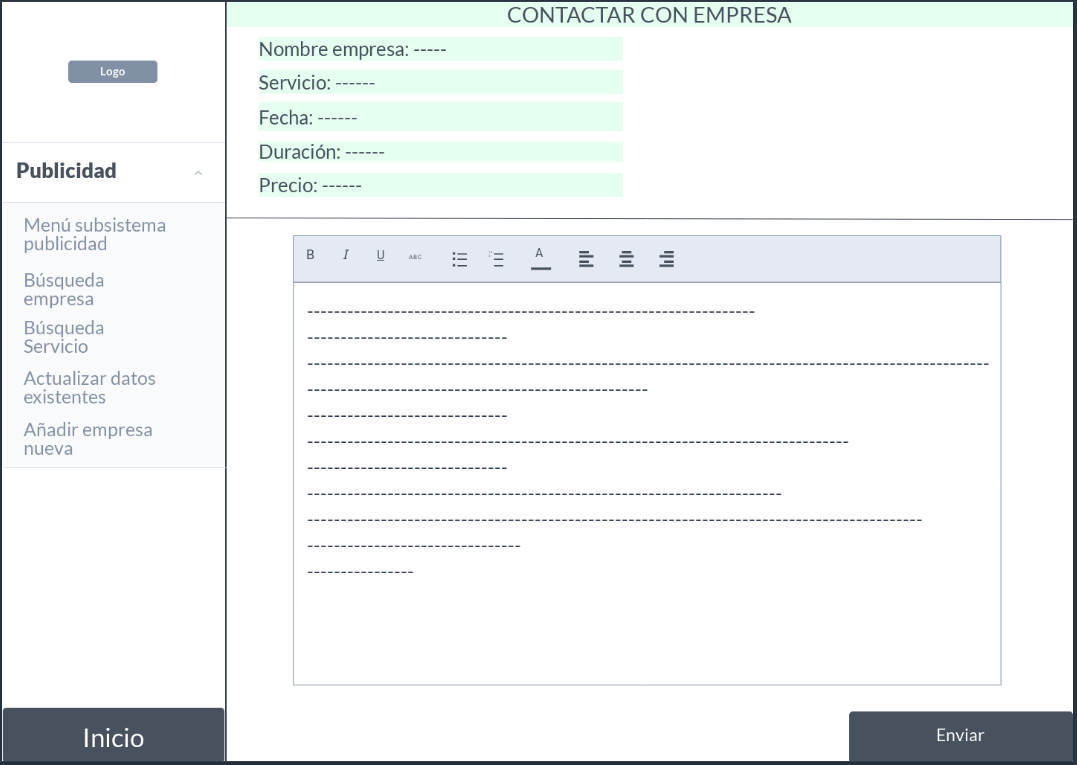 CONTACTAR CON EMPRESA
Logo
Nombre empresa: -----
Servicio: ------
Fecha: ------
Duración: ------
Precio: ------
Publicidad
Menú subsistema
publicidad
Búsqueda
empresa
Búsqueda
Servicio
Actualizar datos
existentes
Añadir empresa
nueva
B I U ABC A
-------------------------------------------------------------------
------------------------------
------------------------------------------------------------------------------------------------------
---------------------------------------------------
------------------------------
---------------------------------------------------------------------------------
------------------------------
-----------------------------------------------------------------------
--------------------------------------------------------------------------------------------
--------------------------------
----------------
Inicio
Enviar